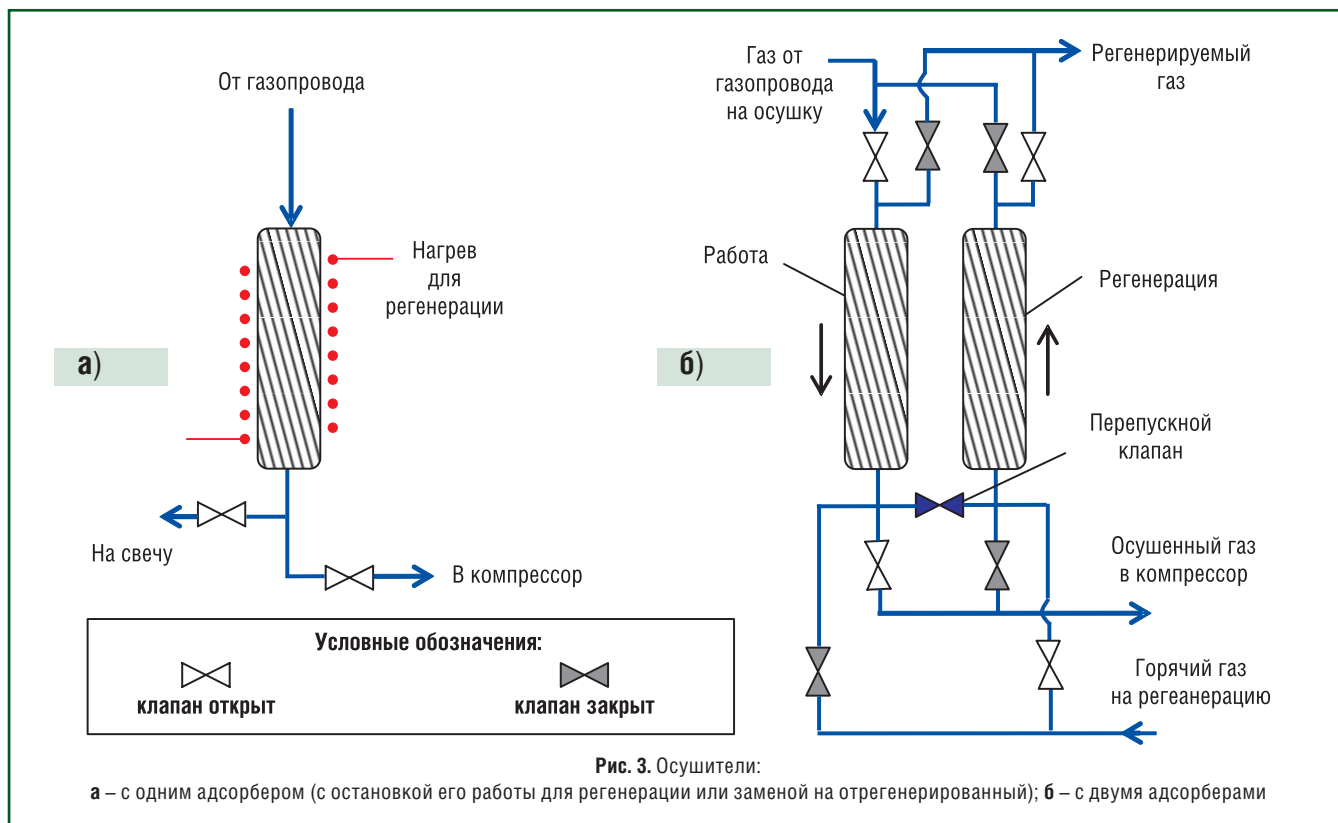 От газопровода
Нагрев
для
регенерации
а)
На свечу
В компрессор
Условные обозначения:
клапан открыт
клапан закрыт
Газ от
газопровода
на осушку
Регенерируемый
газ
Работа
Регенерация
б)
Перепускной
клапан
Осушенный газ
в компрессор
Горячий газ
на регеанерацию
Рис. 3. Осушители:
а – с одним адсорбером (с остановкой его работы для регенерации или заменой на отрегенерированный); б – с двумя адсорберами